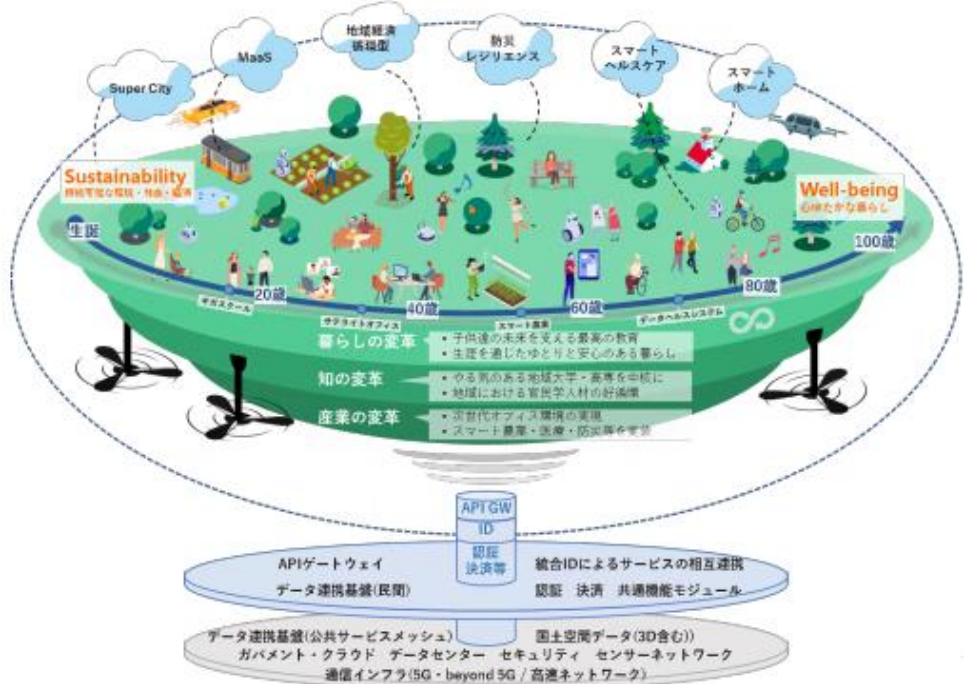 Super City
MaaS
地域経済
循環型
防災
レジリエンス
スマート
ヘルスケア
スマート
ホーム
Sustainability
持続可能な環境・社会・経済
Well-being
心ゆたかな暮らし
生誕
20歳
40歳
60歳
80歳
100歳
ギガスクール
サテライトオフィス
スマート農業
データヘルスシステム
暮らしの変革
• 子供達の未来を支える最高の教育
• 生涯を通じたゆとりと安心のある暮らし
知の変革
• やる気のある地域大学・高専を中核に
• 地域における官民学人材の好循環
産業の変革
• 次世代オフィス環境の実現
• スマート農業・医療・防災等を実装
API GW
ID
認証
決済等
APIゲートウェイ
統合IDによるサービスの相互連携
データ連携基盤(民間)
認証 決済 共通機能モジュール
データ連携基盤(公共サービスメッシュ)
国土空間データ(3D含む))
ガバメント・クラウド データセンター セキュリティ センサーネットワーク
通信インフラ(5G・beyond 5G / 高速ネットワーク)